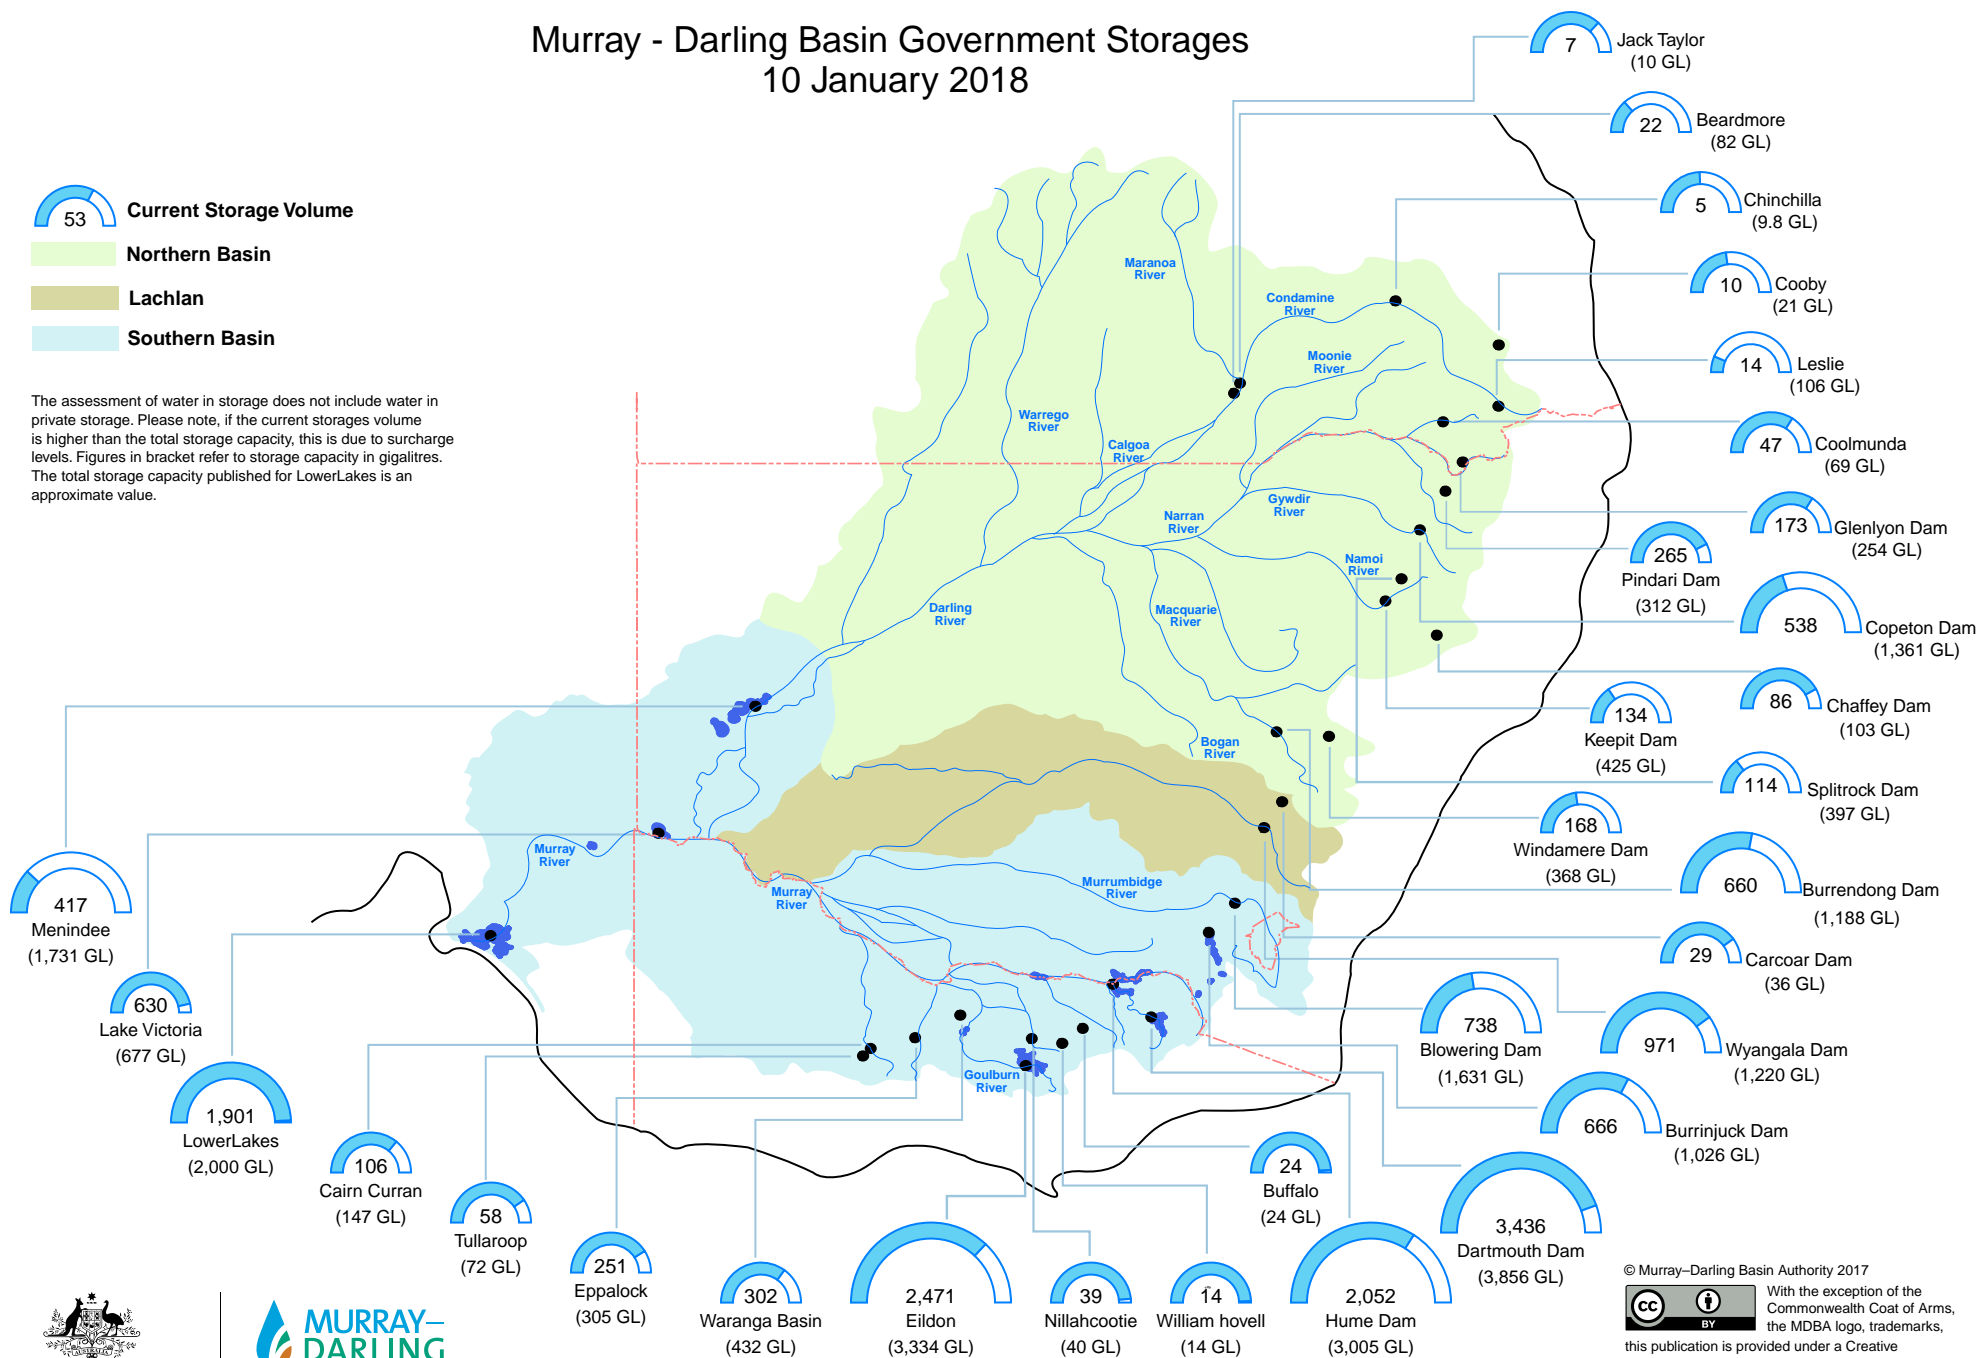 Murray - Darling Basin Government Storages
10 January 2018
53
Current Storage Volume
Northern Basin
Lachlan
Southern Basin
The assessment of water in storage does not include water in
private storage. Please note, if the current storages volume
is higher than the total storage capacity, this is due to surcharge
levels. Figures in bracket refer to storage capacity in gigalitres.
The total storage capacity published for LowerLakes is an
approximate value.
Maranoa
River
Condamine
River
Moonie
River
Warrego
River
Calgoa
River
Gywdir
River
Narran
River
Namoi
River
Darling
River
Macquarie
River
Bogan
River
Murray
River
Murray
River
Murrumbidge
River
Goulburn
River
7
Jack Taylor
(10 GL)
22
Beardmore
(82 GL)
5
Chinchilla
(9.8 GL)
10
Cooby
(21 GL)
14
Leslie
(106 GL)
47
Coolmunda
(69 GL)
173
Glenlyon Dam
(254 GL)
265
Pindari Dam
(312 GL)
538
Copeton Dam
(1,361 GL)
86
Chaffey Dam
(103 GL)
134
Keepit Dam
(425 GL)
114
Splitrock Dam
(397 GL)
168
Windamere Dam
(368 GL)
660
Burrendong Dam
(1,188 GL)
29
Carcoar Dam
(36 GL)
738
Blowering Dam
(1,631 GL)
971
Wyangala Dam
(1,220 GL)
666
Burrinjuck Dam
(1,026 GL)
3,436
Dartmouth Dam
(3,856 GL)
417
Menindee
(1,731 GL)
630
Lake Victoria
(677 GL)
1,901
LowerLakes
(2,000 GL)
106
Cairn Curran
(147 GL)
58
Tullaroop
(72 GL)
251
Eppalock
(305 GL)
302
Waranga Basin
(432 GL)
2,471
Eildon
(3,334 GL)
39
Nillahcootie
(40 GL)
14
William hovell
(14 GL)
24
Buffalo
(24 GL)
2,052
Hume Dam
(3,005 GL)
AUSTRALIA
MURRAY–
DARLING
© Murray–Darling Basin Authority 2017
cc
BY
With the exception of the
Commonwealth Coat of Arms,
the MDBA logo, trademarks,
this publication is provided under a Creative